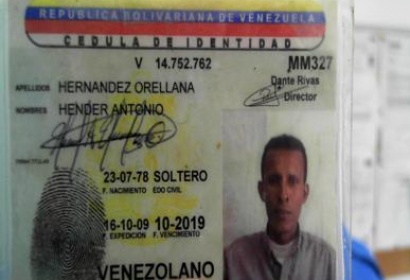 REPUBLICA BOLIVARIANA DE VENEZUELA
CEDULA DE IDENTIDAD
V 14.752.762 MM327
Dante Rivas
Director
APELLIDOS HERNANDEZ ORELLANA
NOMBRES HENDER ANTONIO
FIRMA TITULAR
23-07-78 SOLTERO
F. NACIMIENTO EDO CIVIL
16-10-09 10-2019
F. EXPEDICION F. VENCIMIENTO
VENEZOLANO